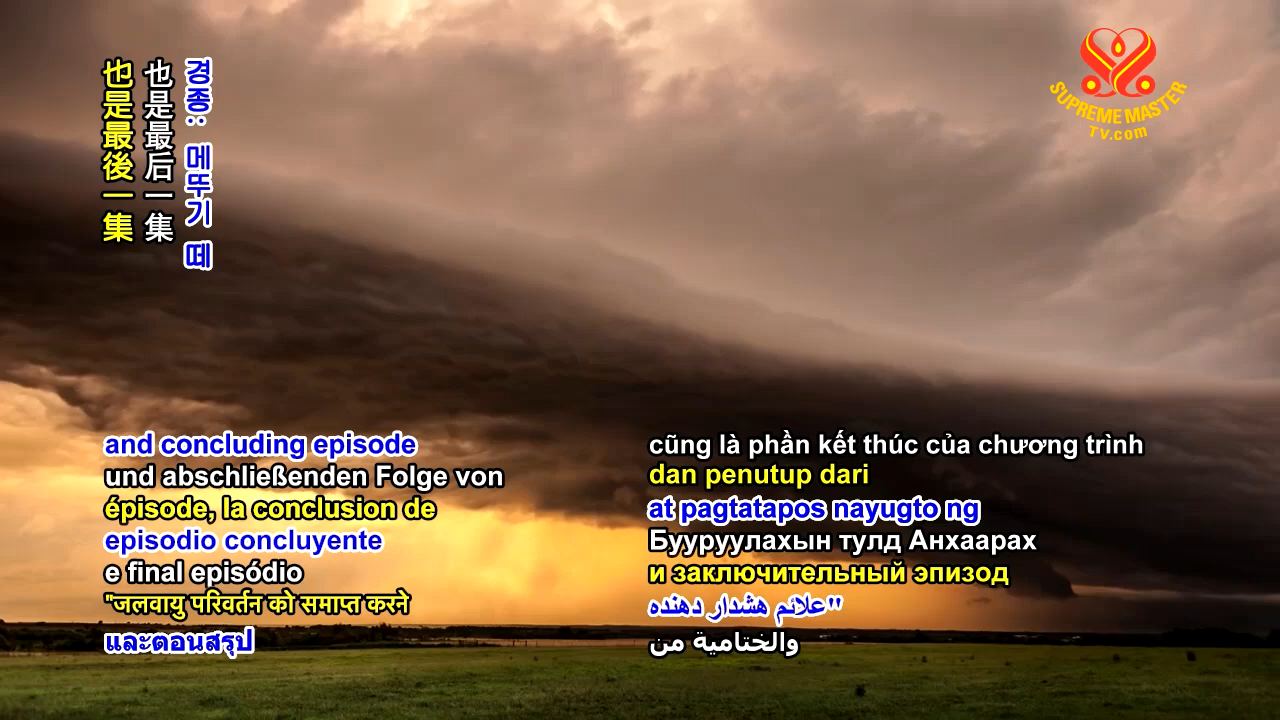 也是最後一集
也是最后一集
경종: 메뚜기 떼
SUPREME MASTER
TV.com
and concluding episode
und abschließenden Folge von
épisode, la conclusion de
episodio concluyente
e final episódio
"जलवायु परिवर्तन को समाप्त करने
และตอนสรุป
cũng là phần kết thúc của chương trình
dan penutup dari
at pagtatapos nayugto ng
Бууруулахын тулд Анхаарах
и заключительный эпизод
"علائم هشدار دهنده
والختامية من